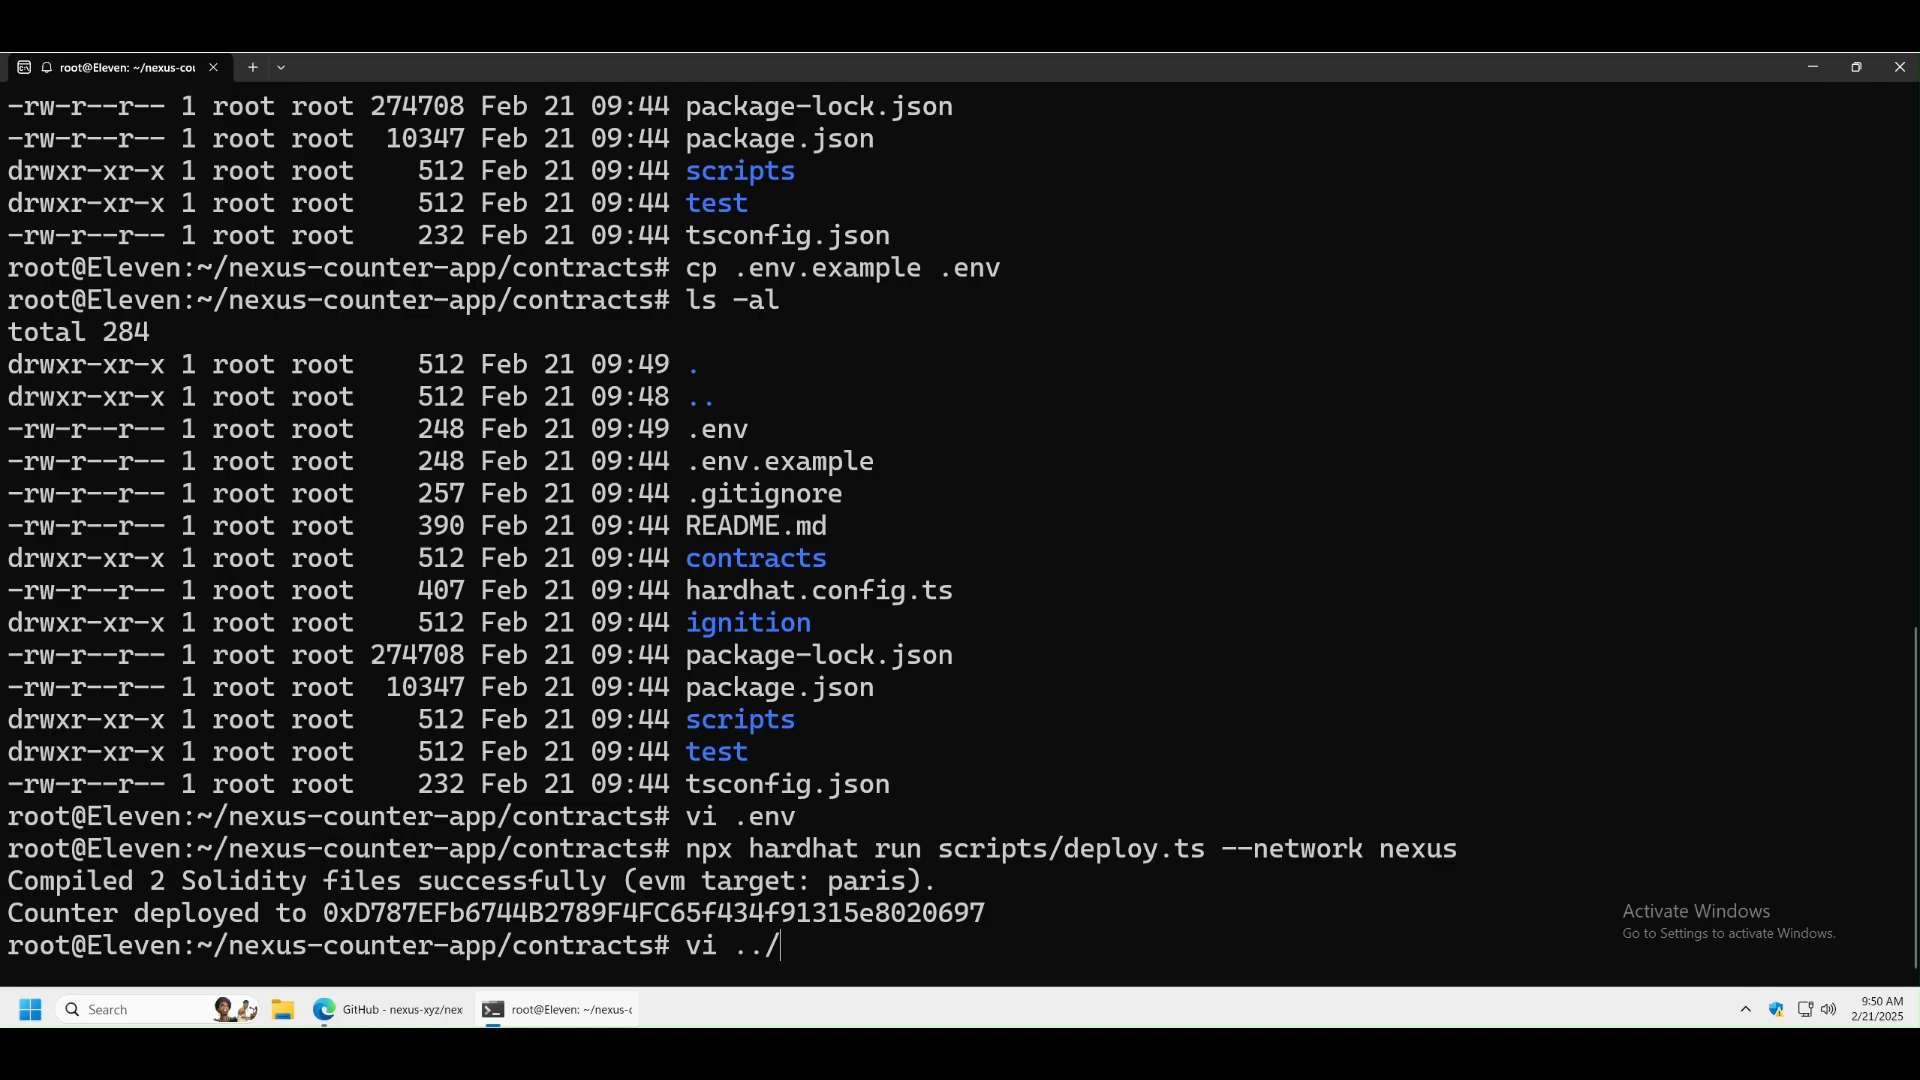 root@Eleven: ~/nexus-cou
-rw-r--r-- 1 root root 274708 Feb 21 09:44 package-lock.json
-rw-r--r-- 1 root root  10347 Feb 21 09:44 package.json
drwxr-xr-x 1 root root    512 Feb 21 09:44 scripts
drwxr-xr-x 1 root root    512 Feb 21 09:44 test
-rw-r--r-- 1 root root    232 Feb 21 09:44 tsconfig.json
root@Eleven:~/nexus-counter-app/contracts# cp .env.example .env
root@Eleven:~/nexus-counter-app/contracts# ls -al
total 284
drwxr-xr-x 1 root root    512 Feb 21 09:49 .
drwxr-xr-x 1 root root    512 Feb 21 09:48 ..
-rw-r--r-- 1 root root    248 Feb 21 09:49 .env
-rw-r--r-- 1 root root    248 Feb 21 09:44 .env.example
-rw-r--r-- 1 root root    257 Feb 21 09:44 .gitignore
-rw-r--r-- 1 root root    390 Feb 21 09:44 README.md
drwxr-xr-x 1 root root    512 Feb 21 09:44 contracts
-rw-r--r-- 1 root root    407 Feb 21 09:44 hardhat.config.ts
drwxr-xr-x 1 root root    512 Feb 21 09:44 ignition
-rw-r--r-- 1 root root 274708 Feb 21 09:44 package-lock.json
-rw-r--r-- 1 root root  10347 Feb 21 09:44 package.json
drwxr-xr-x 1 root root    512 Feb 21 09:44 scripts
drwxr-xr-x 1 root root    512 Feb 21 09:44 test
-rw-r--r-- 1 root root    232 Feb 21 09:44 tsconfig.json
root@Eleven:~/nexus-counter-app/contracts# vi .env
root@Eleven:~/nexus-counter-app/contracts# npx hardhat run scripts/deploy.ts --network nexus
Compiled 2 Solidity files successfully (evm target: paris).
Counter deployed to 0xD787EFb6744B2789F4FC65f434f91315e8020697
root@Eleven:~/nexus-counter-app/contracts# vi ../
Activate Windows
Go to Settings to activate Windows.
Search
GitHub - nexus-xyz/nex
root@Eleven: ~/nexus-c
9:50 AM
2/21/2025